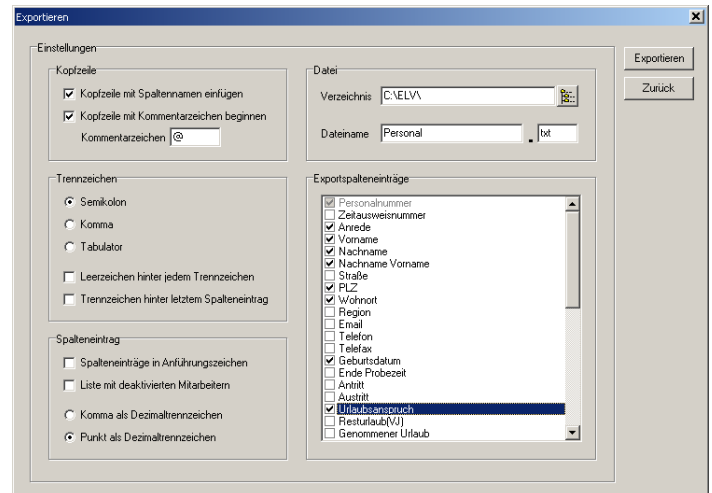 Exportieren
Einstellungen
Kopfzeile
Kopfzeile mit Spaltennamen einfügen
Kopfzeile mit Kommentarzeichen beginnen
Kommentarzeichen @
Datei
Verzeichnis C:\ELV\
Dateiname Personal . txt
Exportieren
Zurück
Trennzeichen
Semikolon
Komma
Tabulator
Leerzeichen hinter jedem Trennzeichen
Trennzeichen hinter letztem Spalteneintrag
Spalteneintrag
Spalteneinträge in Anführungszeichen
Liste mit deaktivierten Mitarbeitern
Komma als Dezimaltrennzeichen
Punkt als Dezimaltrennzeichen
Exportspalteneinträge
Personalnummer
Zeitausweisnummer
Anrede
Vorname
Nachname
Nachname Vorname
Straße
PLZ
Wohnort
Region
Email
Telefon
Telefax
Geburtsdatum
Ende Probezeit
Antritt
Austritt
Urlaubsanspruch
Resturlaub(VJ)
Genommener Urlaub